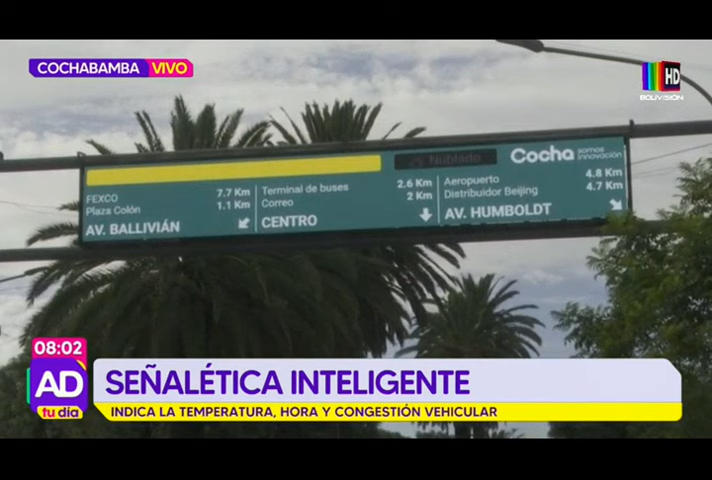 COCHABAMBA VIVO
HD
BOLIVISIÓN
Nublado
Cocha somos innovación
FEXCO 7.7 Km
Plaza Colón 1.1 Km
AV. BALLIVIÁN
Terminal de buses 2.6 Km
Correo 2 Km
CENTRO
Aeropuerto 4.8 Km
Distribuidor Beijing 4.7 Km
AV. HUMBOLDT
08:02
AD
tu día
SEÑALÉTICA INTELIGENTE
INDICA LA TEMPERATURA, HORA Y CONGESTIÓN VEHICULAR